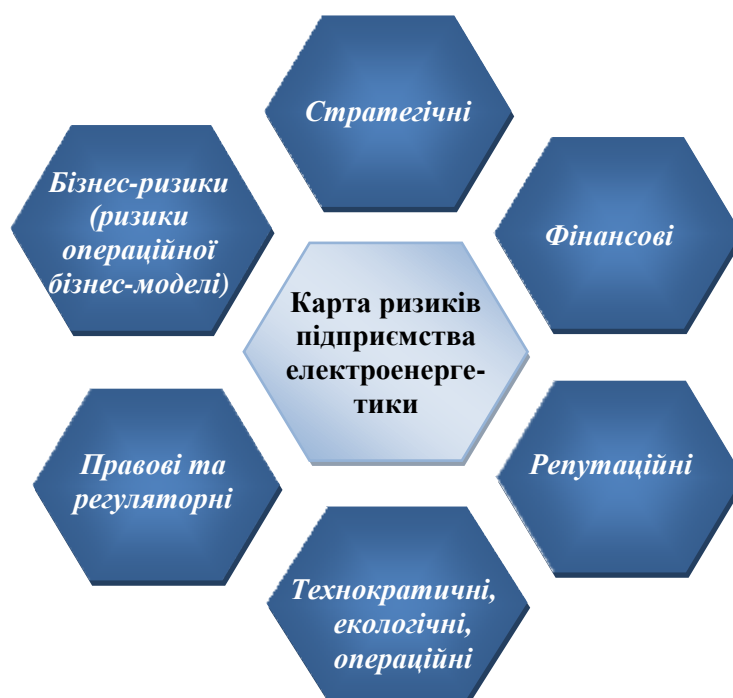 Стратегічні
Бізнес-ризики
(ризики
операційної
бізнес-моделі)
Фінансові
Карта ризиків
підприємства
електроенерге-
тики
Правові та
регуляторні
Репутаційні
Технократичні,
екологічні,
операційні